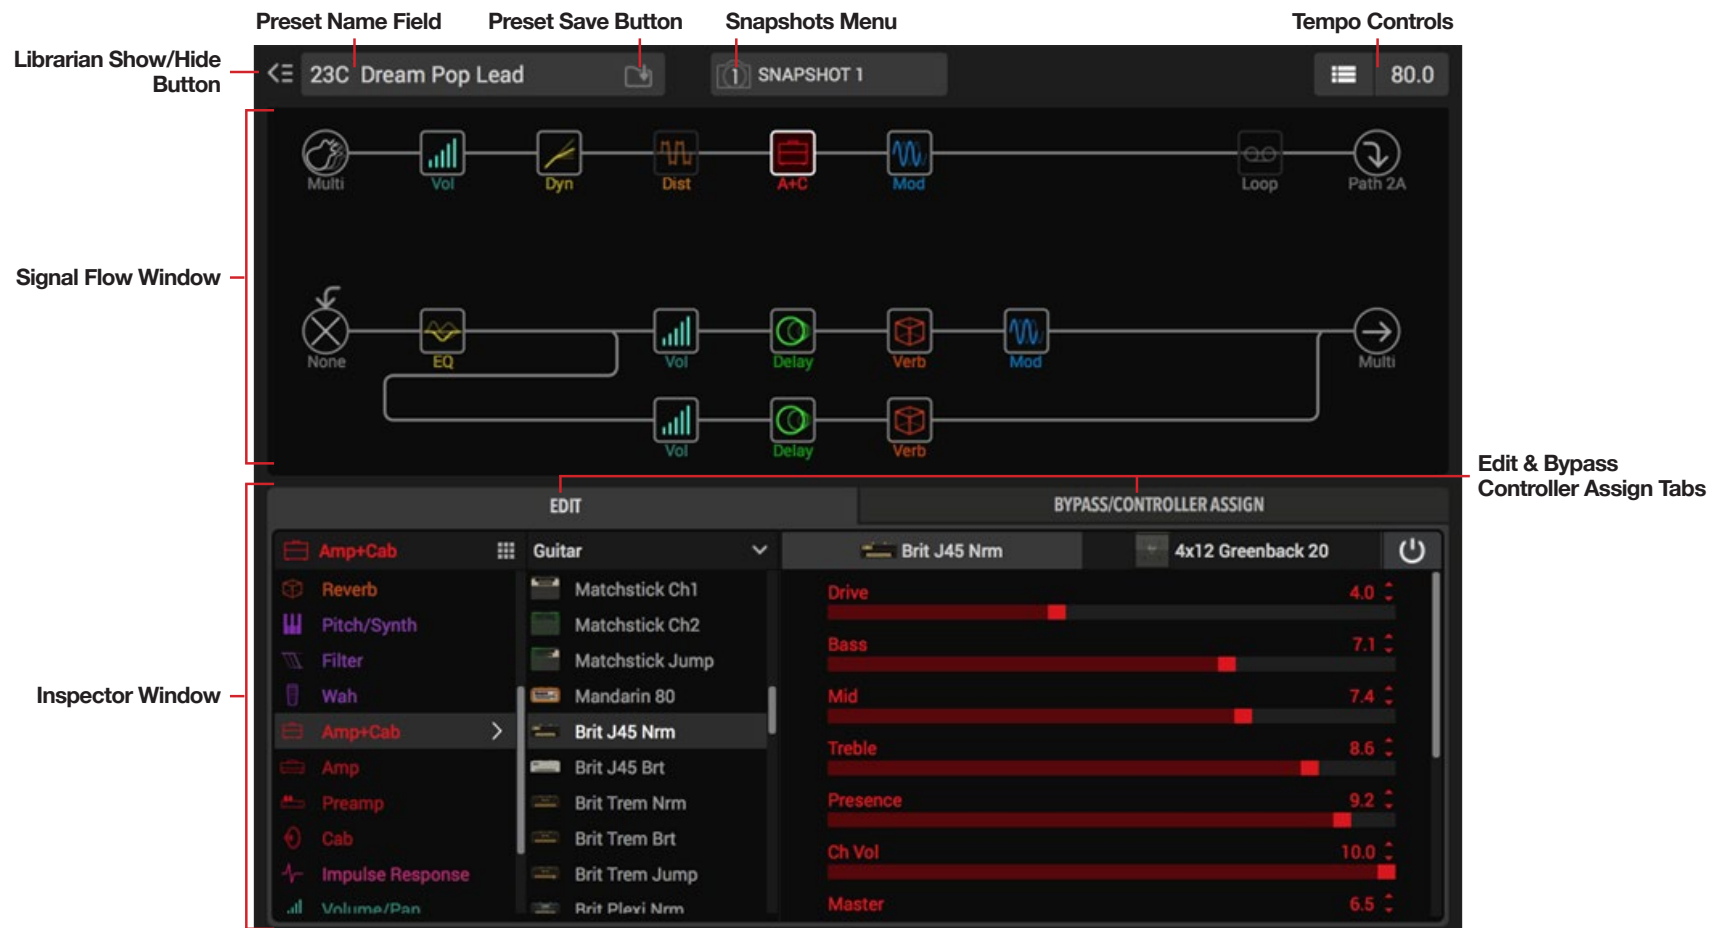 Preset Name Field
Preset Save Button
Snapshots Menu
Tempo Controls
Librarian Show/Hide
Button
23C Dream Pop Lead
1
SNAPSHOT 1
80.0
Multi
Vol
Dyn
Dist
A+C
Mod
Loop
Path 2A
Signal Flow Window
None
EQ
Vol
Delay
Verb
Mod
Multi
Vol
Delay
Verb
Edit & Bypass
Controller Assign Tabs
EDIT
BYPASS/CONTROLLER ASSIGN
Inspector Window
Amp+Cab
Reverb
Pitch/Synth
Filter
Wah
Amp+Cab
Amp
Preamp
Cab
Impulse Response
Volume/Pan
Guitar
Matchstick Ch1
Matchstick Ch2
Matchstick Jump
Mandarin 80
Brit J45 Nrm
Brit J45 Brt
Brit Trem Nrm
Brit Trem Brt
Brit Trem Jump
Brit Plexi Nrm
Brit J45 Nrm
4x12 Greenback 20
Drive 4.0
Bass 7.1
Mid 7.4
Treble 8.6
Presence 9.2
Ch Vol 10.0
Master 6.5